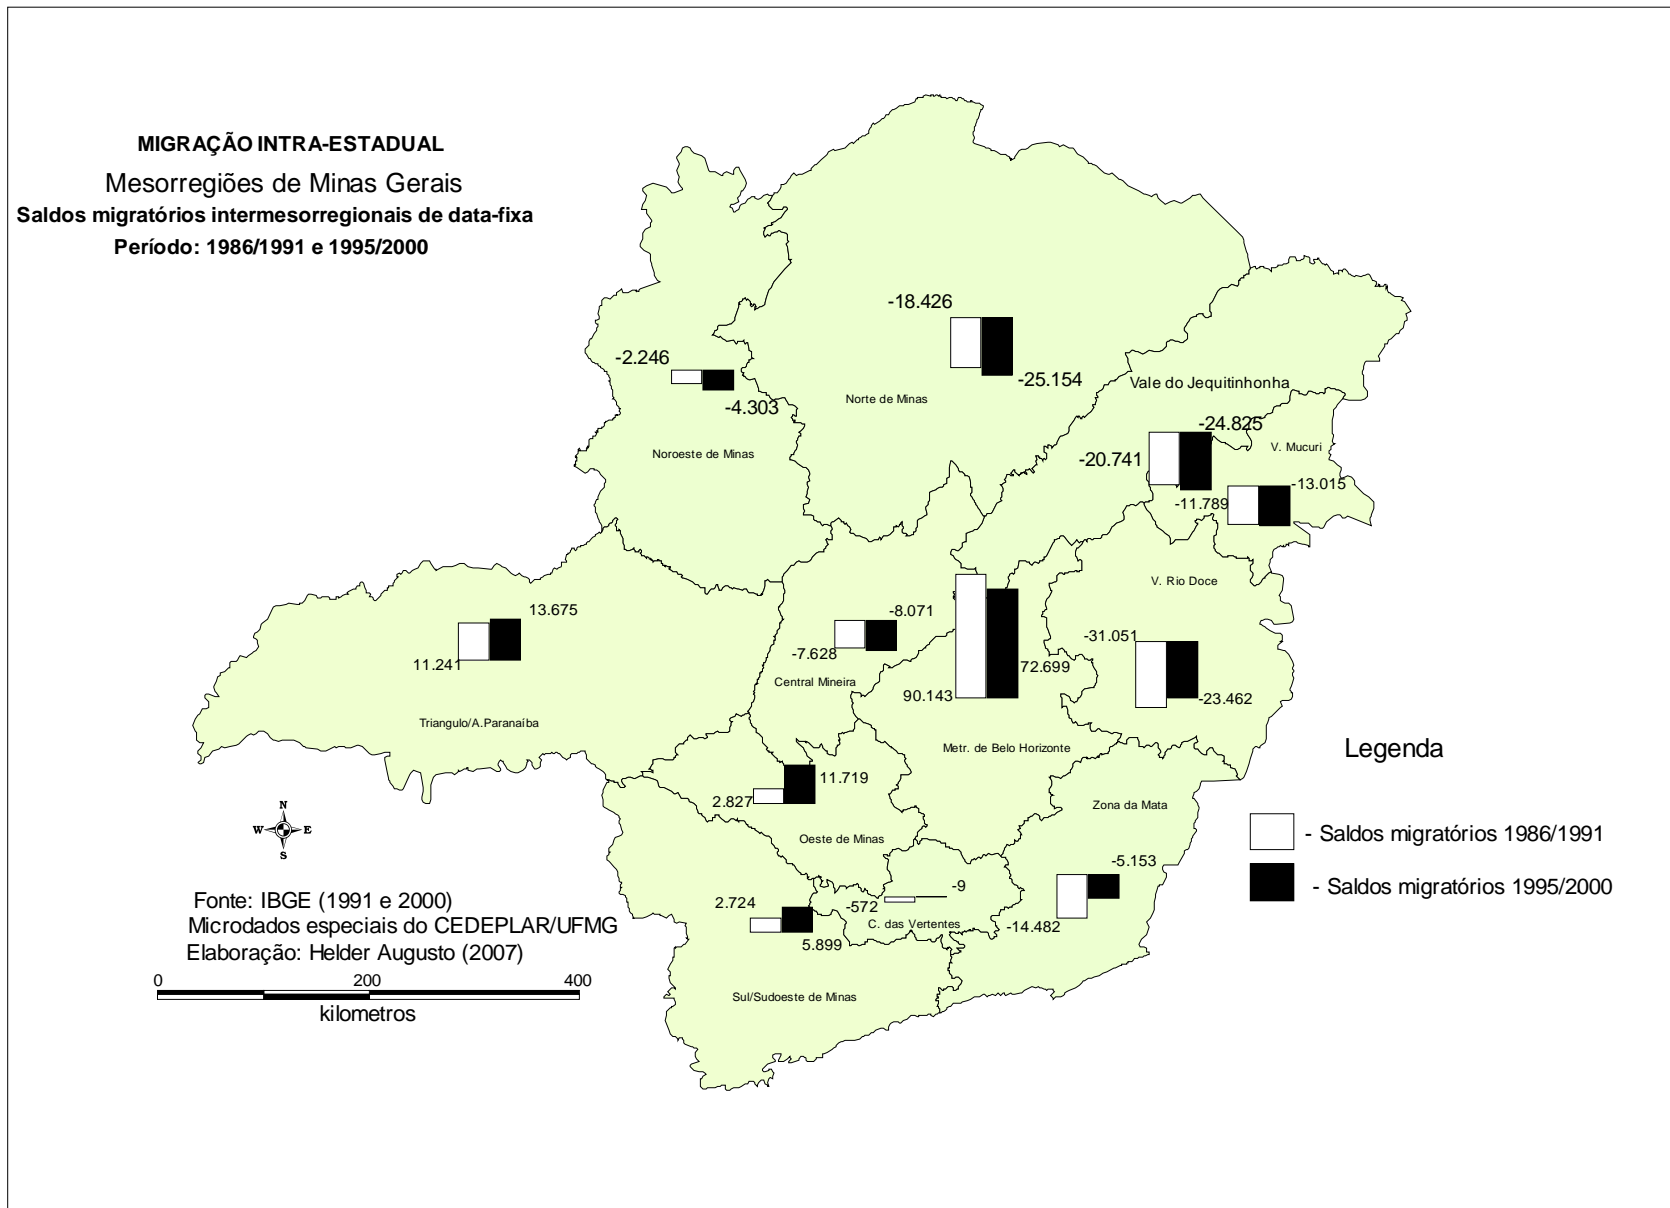 MIGRAÇÃO INTRA-ESTADUAL
Mesorregiões de Minas Gerais
Saldos migratórios intermesorregionais de data-fixa
Período: 1986/1991 e 1995/2000
-18.426
-25.154
Norte de Minas
-2.246
-4.303
Noroeste de Minas
Vale do Jequitinhonha
-24.825
-20.741
V. Mucuri
-13.015
-11.789
V. Rio Doce
-31.051
-23.462
13.675
11.241
Triangulo/A.Paranaíba
-8.071
-7.628
Central Mineira
72.699
90.143
Metr. de Belo Horizonte
11.719
2.827
Oeste de Minas
Zona da Mata
-5.153
-14.482
-9
-572
C. das Vertentes
2.724
5.899
Sul/Sudoeste de Minas
Legenda
- Saldos migratórios 1986/1991
- Saldos migratórios 1995/2000
N
W E
S
Fonte: IBGE (1991 e 2000)
Microdados especiais do CEDEPLAR/UFMG
Elaboração: Helder Augusto (2007)
0 200 400
kilometros